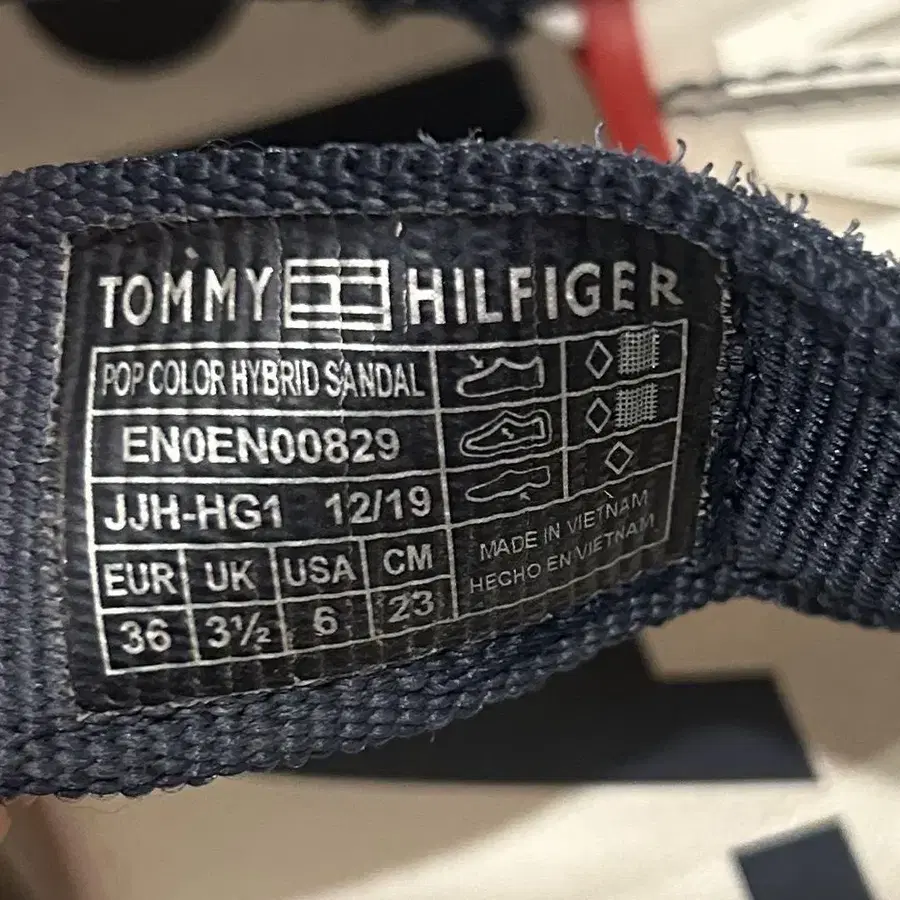 TOMMY HILFIGER
POP COLOR HYBRID SANDAL
EN0EN00829
JJH-HG1 12/19
EUR UK USA CM
36 3½ 6 23
MADE IN VIETNAM
HECHO EN VIETNAM